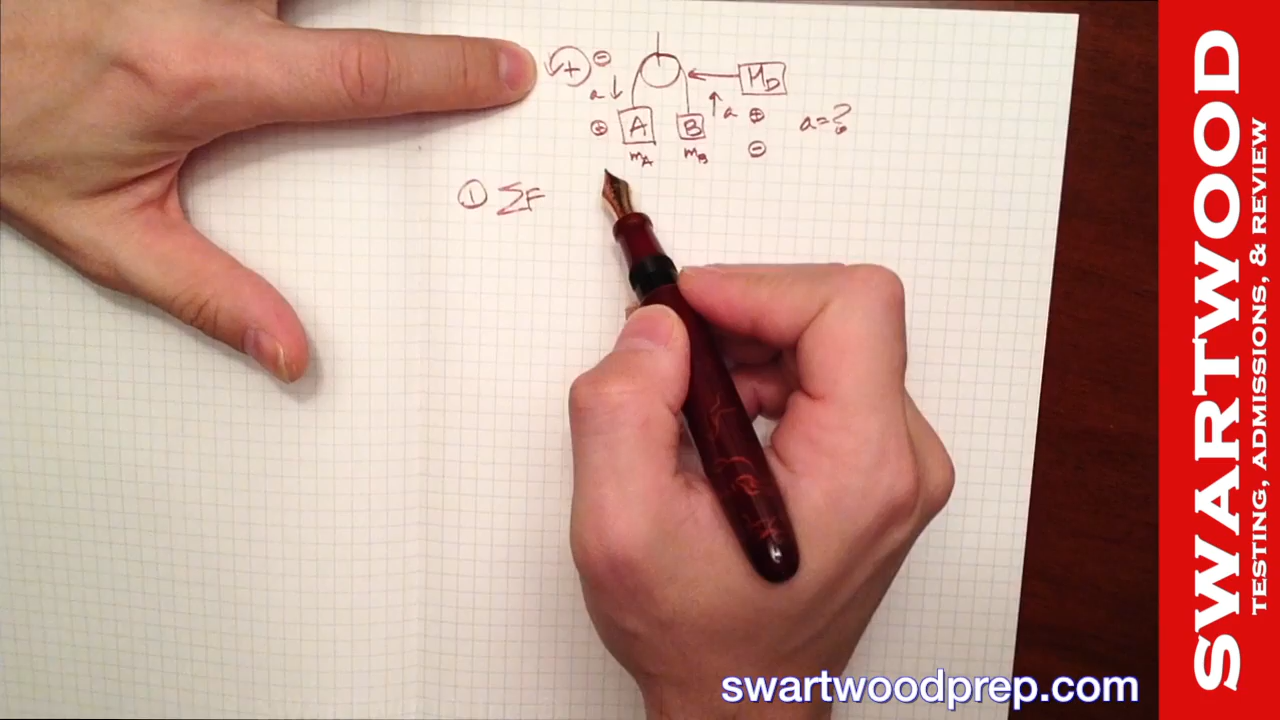 + ⊖
M_D
a ↓
↑ a ⊕
a=?
⊕ A
B
m_A
m_B ⊖
① ΣF
SWARTWOOD
TESTING, ADMISSIONS, & REVIEW
swartwoodprep.com